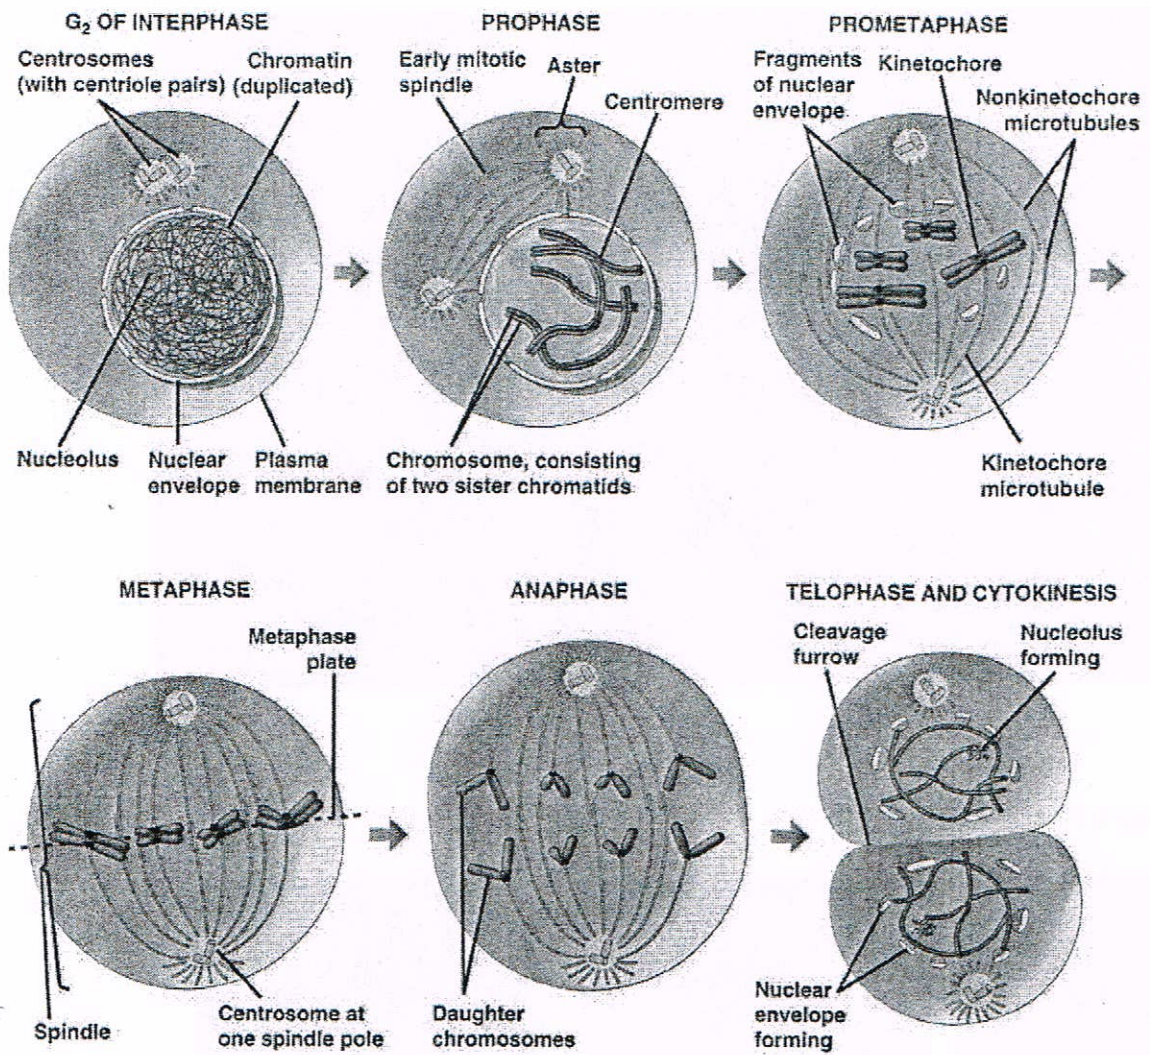 G₂ OF INTERPHASE
Centrosomes
(with centriole pairs)
Chromatin
(duplicated)
Nucleolus
Nuclear
envelope
Plasma
membrane
PROPHASE
Early mitotic
spindle
Aster
Centromere
Chromosome, consisting
of two sister chromatids
PROMETAPHASE
Fragments
of nuclear
envelope
Kinetochore
Nonkinetochore
microtubules
Kinetochore
microtubule
METAPHASE
Metaphase
plate
Spindle
Centrosome at
one spindle pole
ANAPHASE
Daughter
chromosomes
TELOPHASE AND CYTOKINESIS
Cleavage
furrow
Nucleolus
forming
Nuclear
envelope
forming